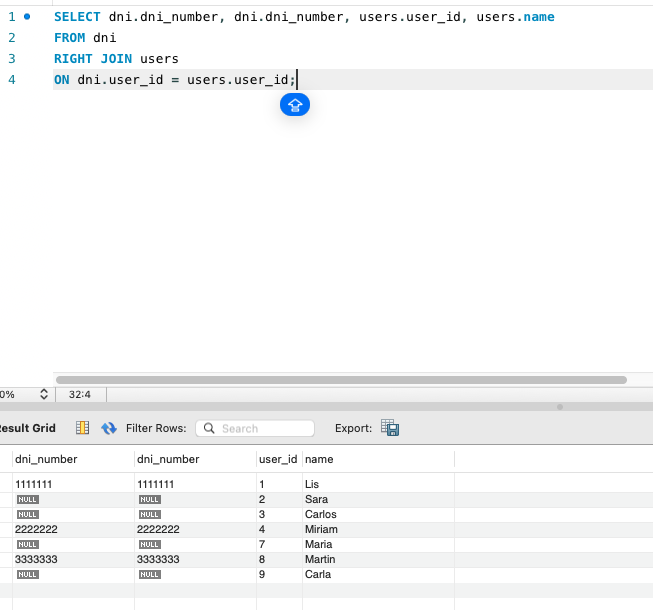 1 SELECT dni.dni_number, dni.dni_number, users.user_id, users.name
2 FROM dni
3 RIGHT JOIN users
4 ON dni.user_id = users.user_id;
0% 32:4
esult Grid Filter Rows: Search Export:
dni_number dni_number user_id name
1111111 1111111 1 Lis
NULL NULL 2 Sara
NULL NULL 3 Carlos
2222222 2222222 4 Miriam
NULL NULL 7 Maria
3333333 3333333 8 Martin
NULL NULL 9 Carla